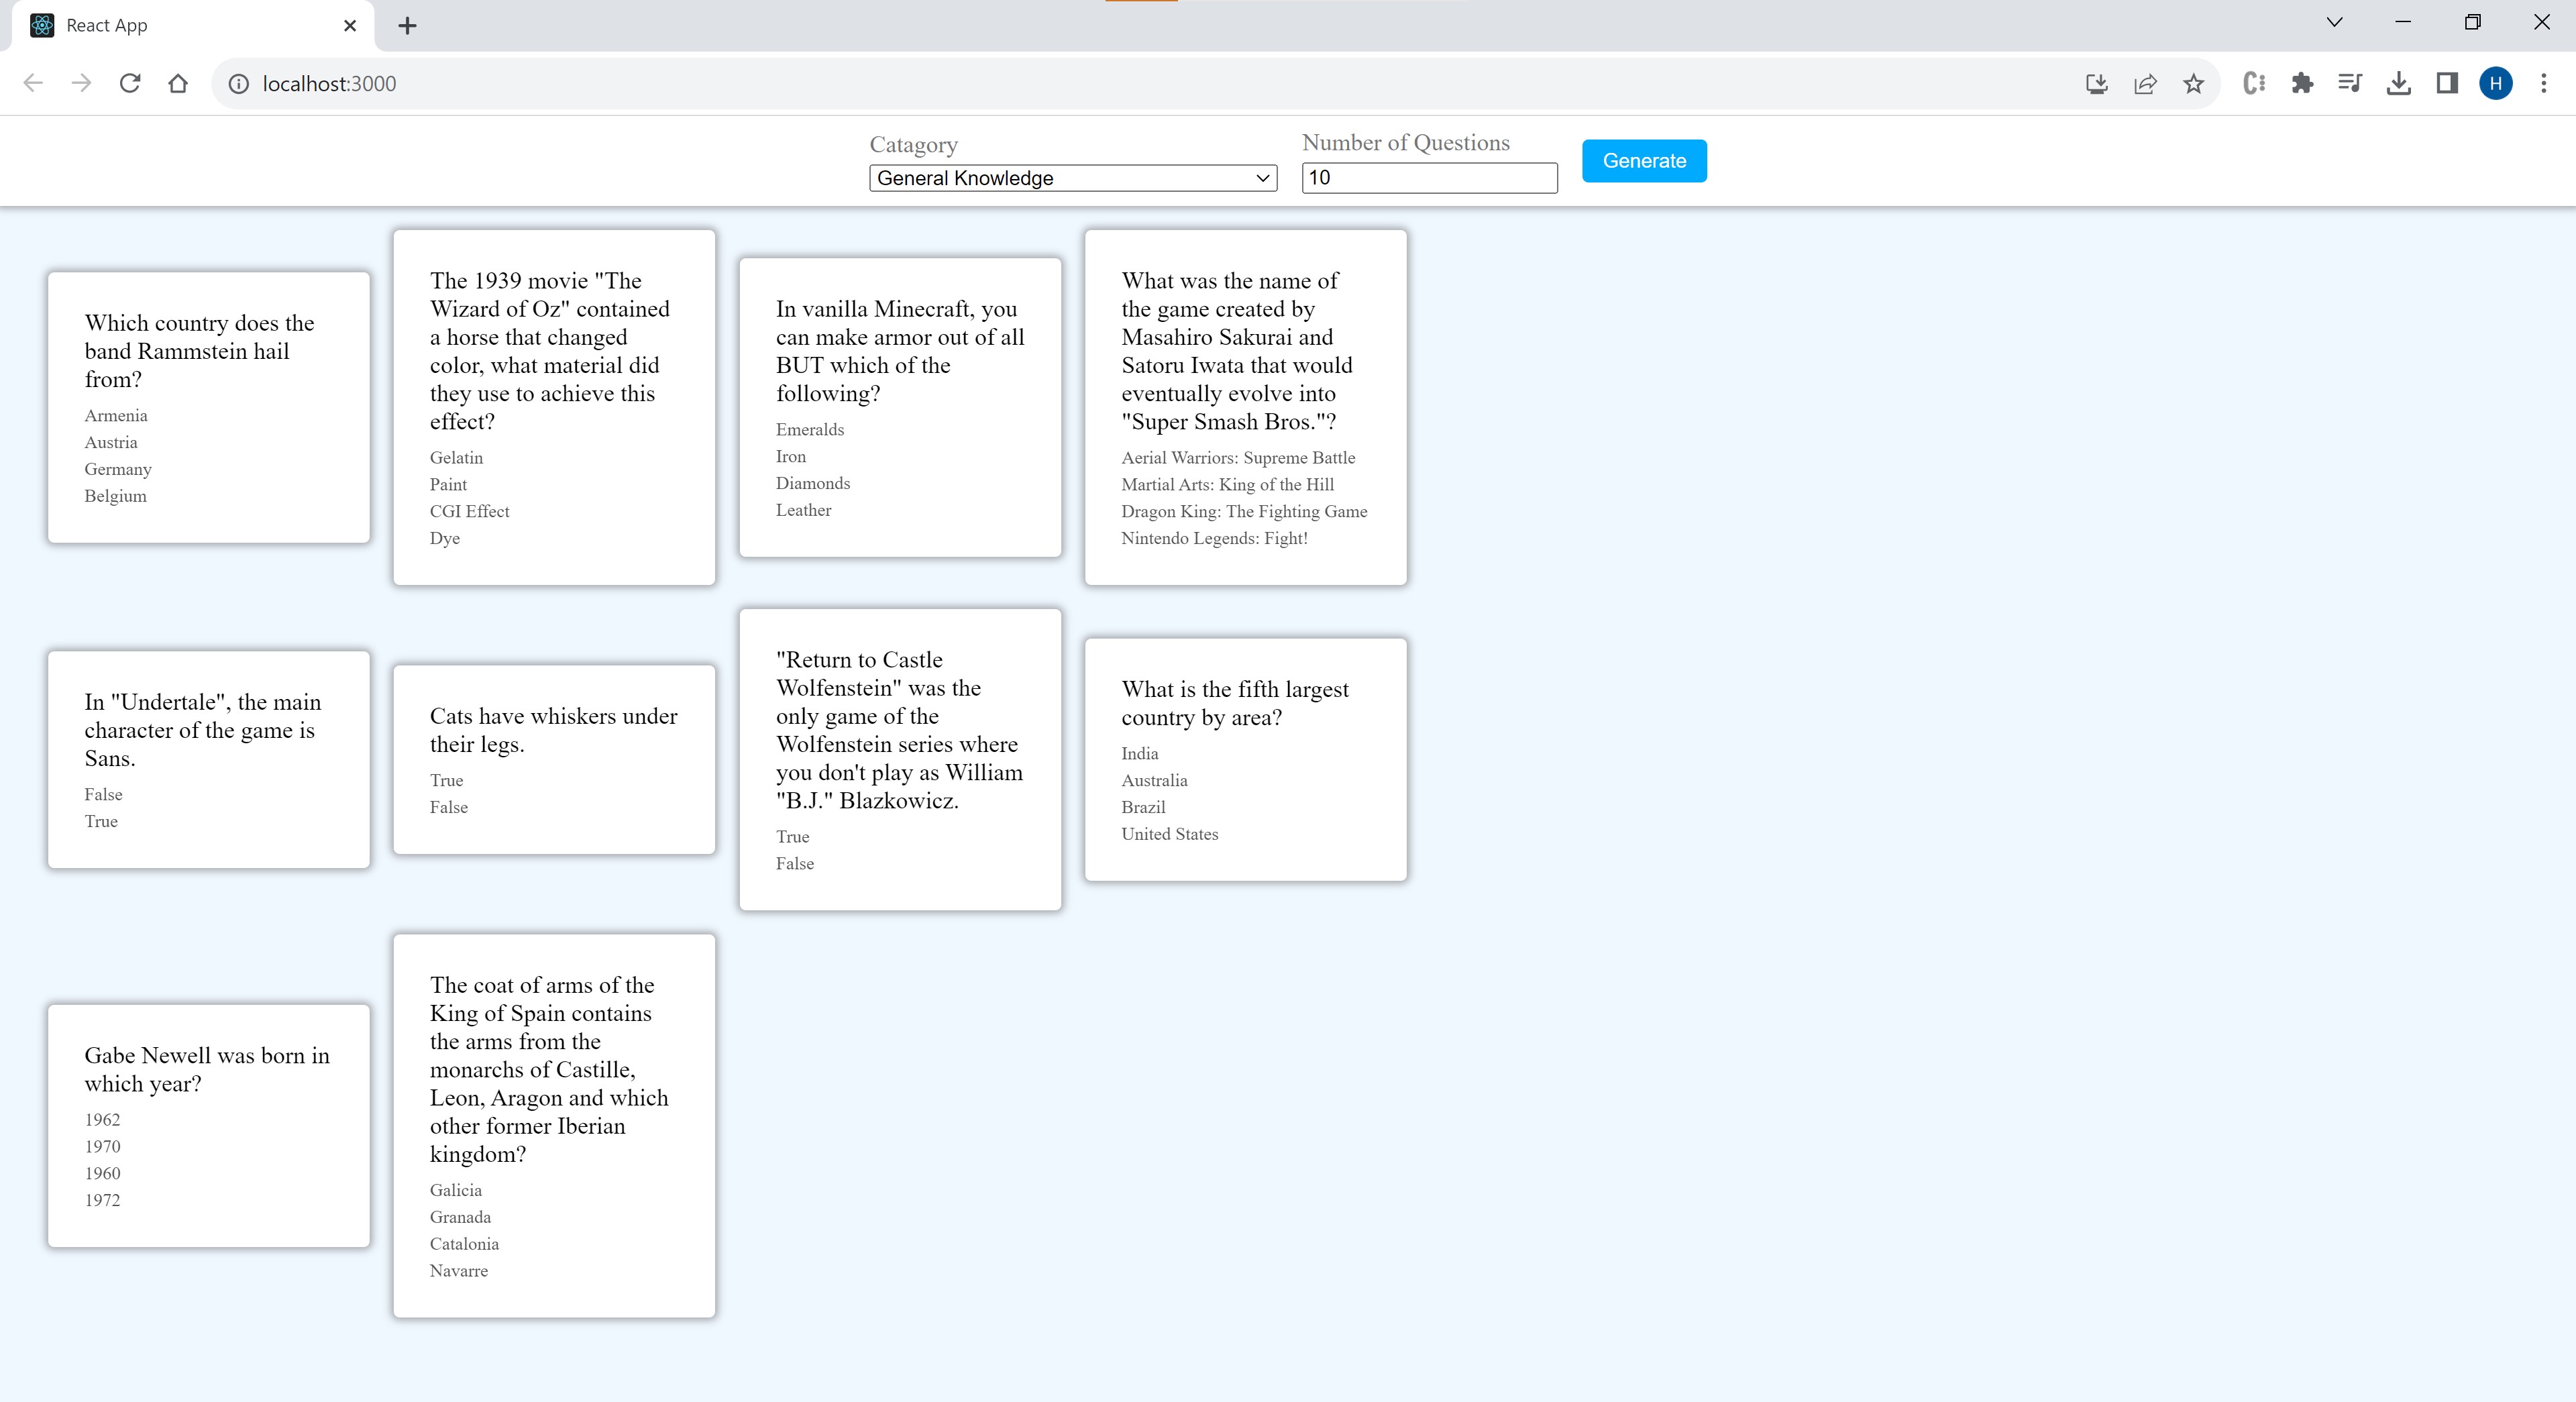 React App
localhost:3000
H
Catagory
General Knowledge
Number of Questions
10
Generate
Which country does the
band Rammstein hail
from?
Armenia
Austria
Germany
Belgium
The 1939 movie "The
Wizard of Oz" contained
a horse that changed
color, what material did
they use to achieve this
effect?
Gelatin
Paint
CGI Effect
Dye
In vanilla Minecraft, you
can make armor out of all
BUT which of the
following?
Emeralds
Iron
Diamonds
Leather
What was the name of
the game created by
Masahiro Sakurai and
Satoru Iwata that would
eventually evolve into
"Super Smash Bros."?
Aerial Warriors: Supreme Battle
Martial Arts: King of the Hill
Dragon King: The Fighting Game
Nintendo Legends: Fight!
In "Undertale", the main
character of the game is
Sans.
False
True
Cats have whiskers under
their legs.
True
False
"Return to Castle
Wolfenstein" was the
only game of the
Wolfenstein series where
you don't play as William
"B.J." Blazkowicz.
True
False
What is the fifth largest
country by area?
India
Australia
Brazil
United States
Gabe Newell was born in
which year?
1962
1970
1960
1972
The coat of arms of the
King of Spain contains
the arms from the
monarchs of Castille,
Leon, Aragon and which
other former Iberian
kingdom?
Galicia
Granada
Catalonia
Navarre